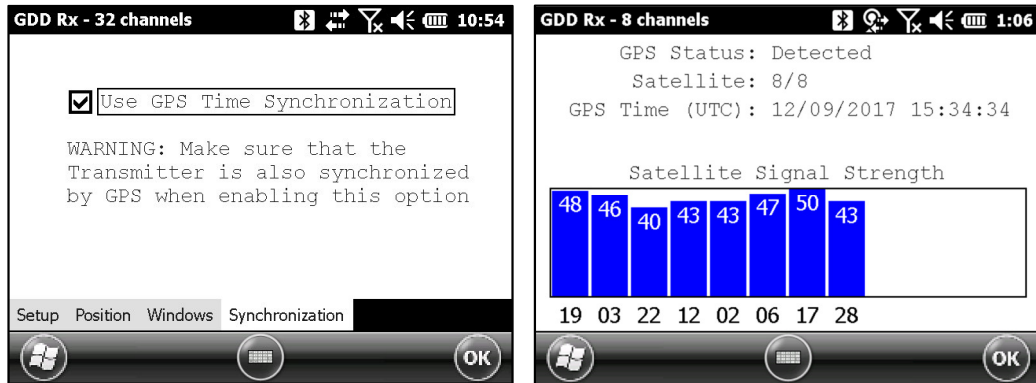 GDD Rx - 32 channels 10:54
Use GPS Time Synchronization
WARNING: Make sure that the
Transmitter is also synchronized
by GPS when enabling this option
Setup Position Windows Synchronization
OK
GDD Rx - 8 channels 1:06
GPS Status: Detected
Satellite: 8/8
GPS Time (UTC): 12/09/2017 15:34:34
Satellite Signal Strength
48 46 40 43 43 47 50 43
19 03 22 12 02 06 17 28
OK